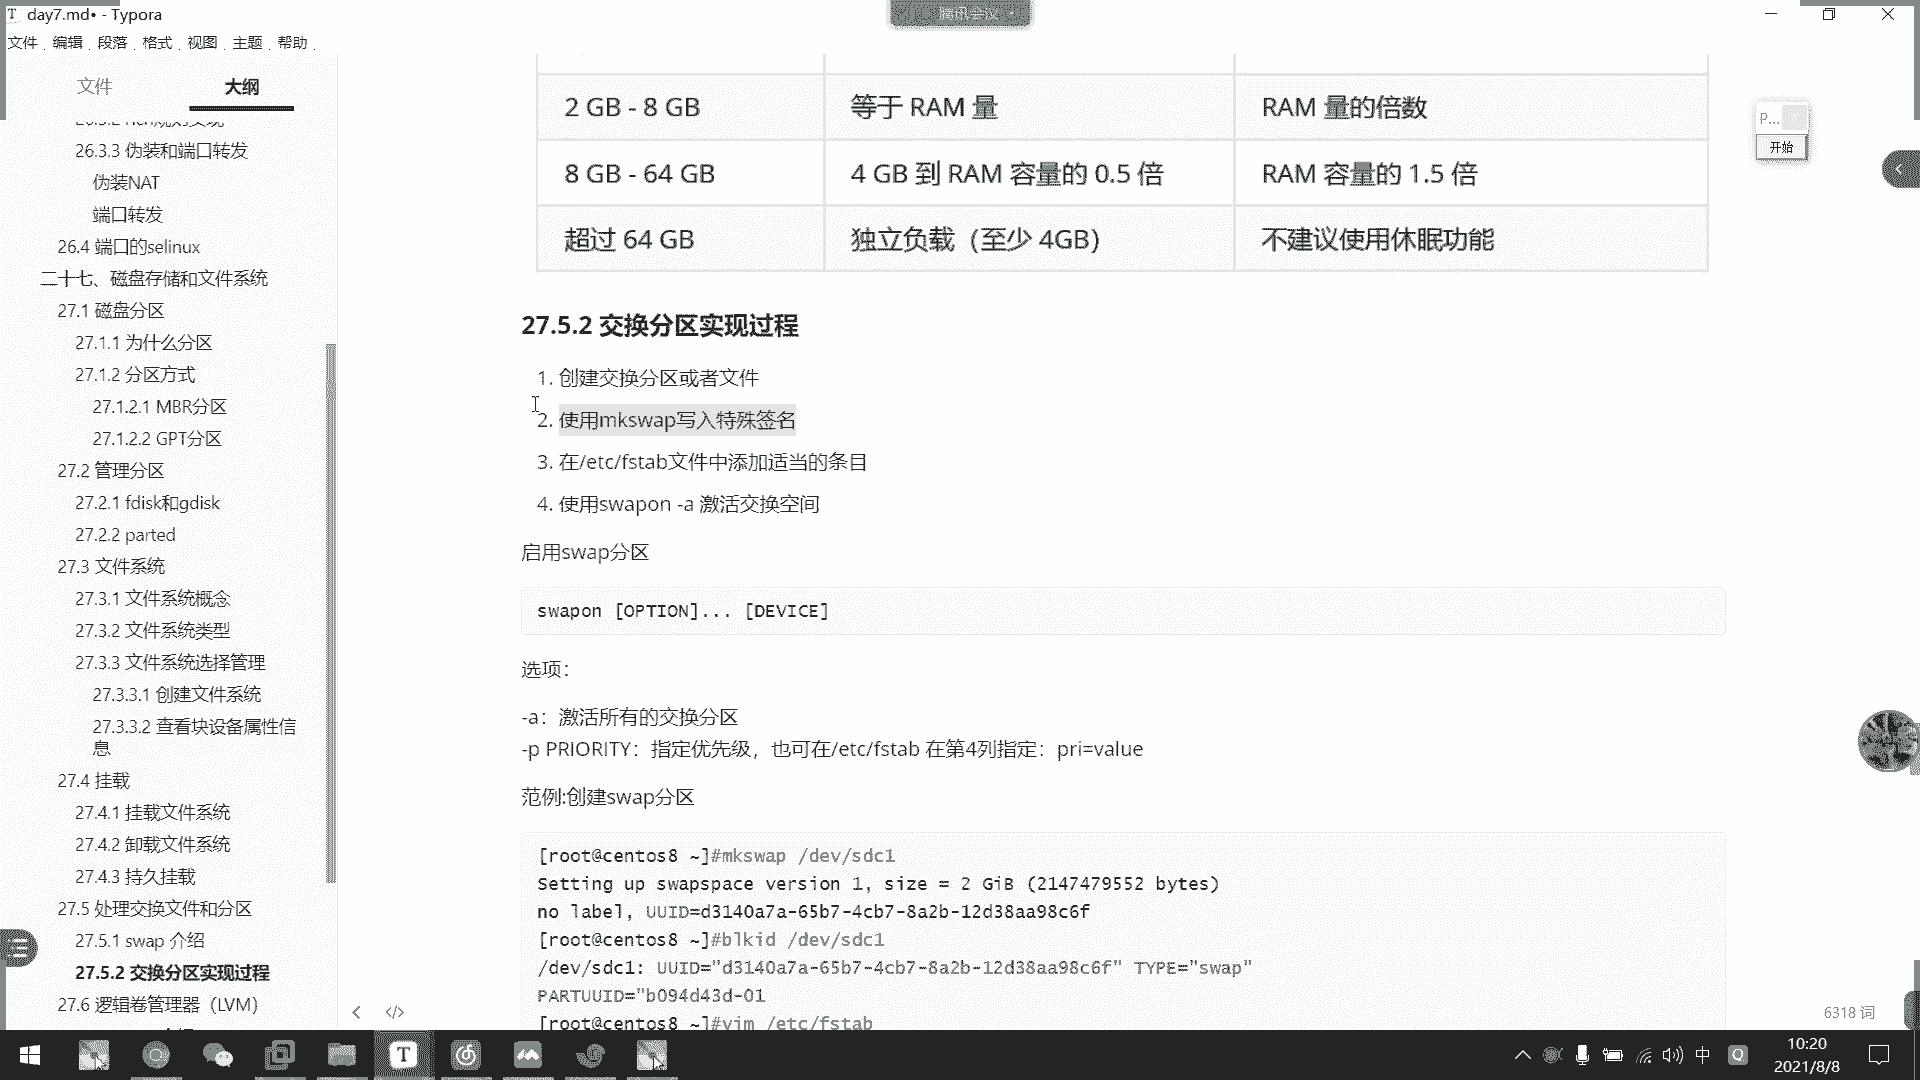 day7.md• - Typora
腾讯会议
文件 编辑 段落 格式 视图 主题 帮助
文件
大纲
26.3.3 伪装和端口转发
伪装NAT
端口转发
26.4 端口的selinux
二十七、磁盘存储和文件系统
27.1 磁盘分区
27.1.1 为什么分区
27.1.2 分区方式
27.1.2.1 MBR分区
27.1.2.2 GPT分区
27.2 管理分区
27.2.1 fdisk和gdisk
27.2.2 parted
27.3 文件系统
27.3.1 文件系统概念
27.3.2 文件系统类型
27.3.3 文件系统选择管理
27.3.3.1 创建文件系统
27.3.3.2 查看块设备属性信
息
27.4 挂载
27.4.1 挂载文件系统
27.4.2 卸载文件系统
27.4.3 持久挂载
27.5 处理交换文件和分区
27.5.1 swap 介绍
27.5.2 交换分区实现过程
27.6 逻辑卷管理器（LVM）
2 GB - 8 GB
等于 RAM 量
RAM 量的倍数
8 GB - 64 GB
4 GB 到 RAM 容量的 0.5 倍
RAM 容量的 1.5 倍
超过 64 GB
独立负载（至少 4GB）
不建议使用休眠功能
27.5.2 交换分区实现过程
1. 创建交换分区或者文件
2. 使用mkswap写入特殊签名
3. 在/etc/fstab文件中添加适当的条目
4. 使用swapon -a 激活交换空间
启用swap分区
swapon [OPTION]... [DEVICE]
选项：
-a：激活所有的交换分区
-p PRIORITY：指定优先级，也可在/etc/fstab 在第4列指定：pri=value
范例:创建swap分区
[root@centos8 ~]#mkswap /dev/sdc1
Setting up swapspace version 1, size = 2 GiB (2147479552 bytes)
no label, UUID=d3140a7a-65b7-4cb7-8a2b-12d38aa98c6f
[root@centos8 ~]#blkid /dev/sdc1
/dev/sdc1: UUID="d3140a7a-65b7-4cb7-8a2b-12d38aa98c6f" TYPE="swap"
PARTUUID="b094d43d-01
[root@centos8 ~]#vim /etc/fstab
P...
开始
6318 词
中
10:20
2021/8/8